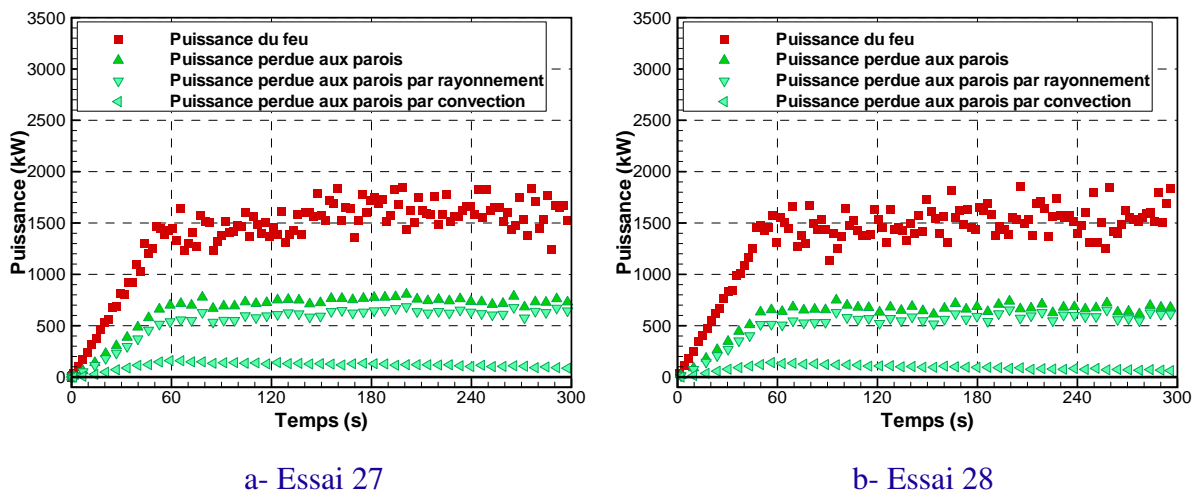 3500
3000
2500
2000
1500
1000
500
0
Puissance (kW)
Puissance du feu
Puissance perdue aux parois
Puissance perdue aux parois par rayonnement
Puissance perdue aux parois par convection
0 60 120 180 240 300
Temps (s)
a- Essai 27
3500
3000
2500
2000
1500
1000
500
0
Puissance (kW)
Puissance du feu
Puissance perdue aux parois
Puissance perdue aux parois par rayonnement
Puissance perdue aux parois par convection
0 60 120 180 240 300
Temps (s)
b- Essai 28